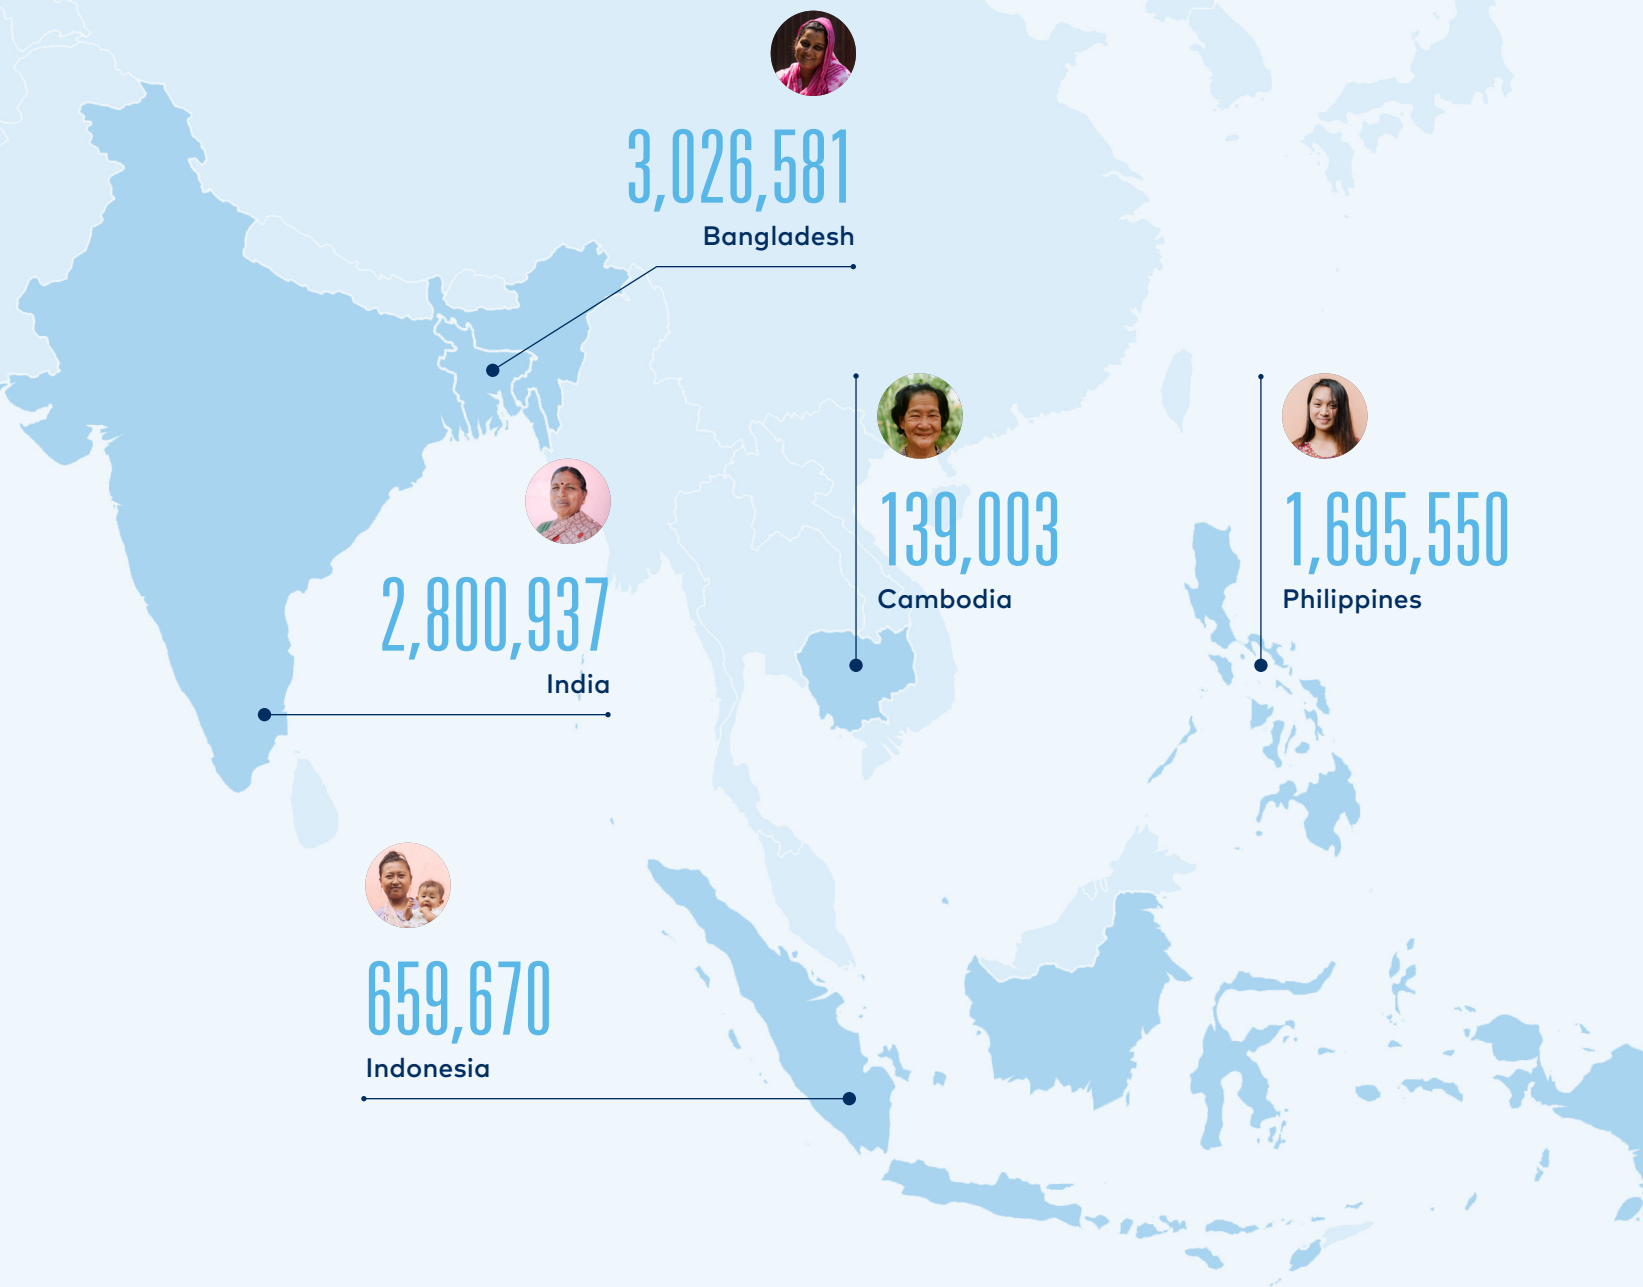 3,026,581
Bangladesh
139,003
Cambodia
1,695,550
Philippines
2,800,937
India
659,670
Indonesia